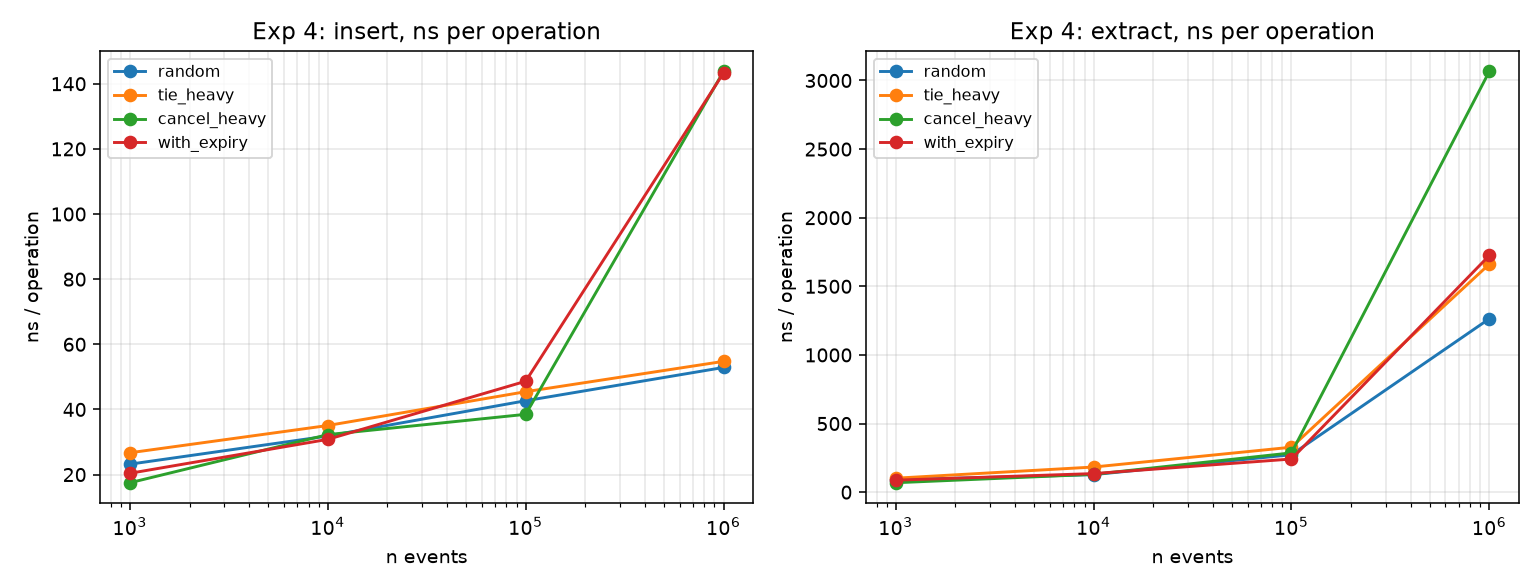 Exp 4: insert, ns per operation
random
tie_heavy
cancel_heavy
with_expiry
140
120
100
80
60
40
20
ns / operation
10³
10⁴
10⁵
10⁶
n events
Exp 4: extract, ns per operation
random
tie_heavy
cancel_heavy
with_expiry
3000
2500
2000
1500
1000
500
0
ns / operation
10³
10⁴
10⁵
10⁶
n events